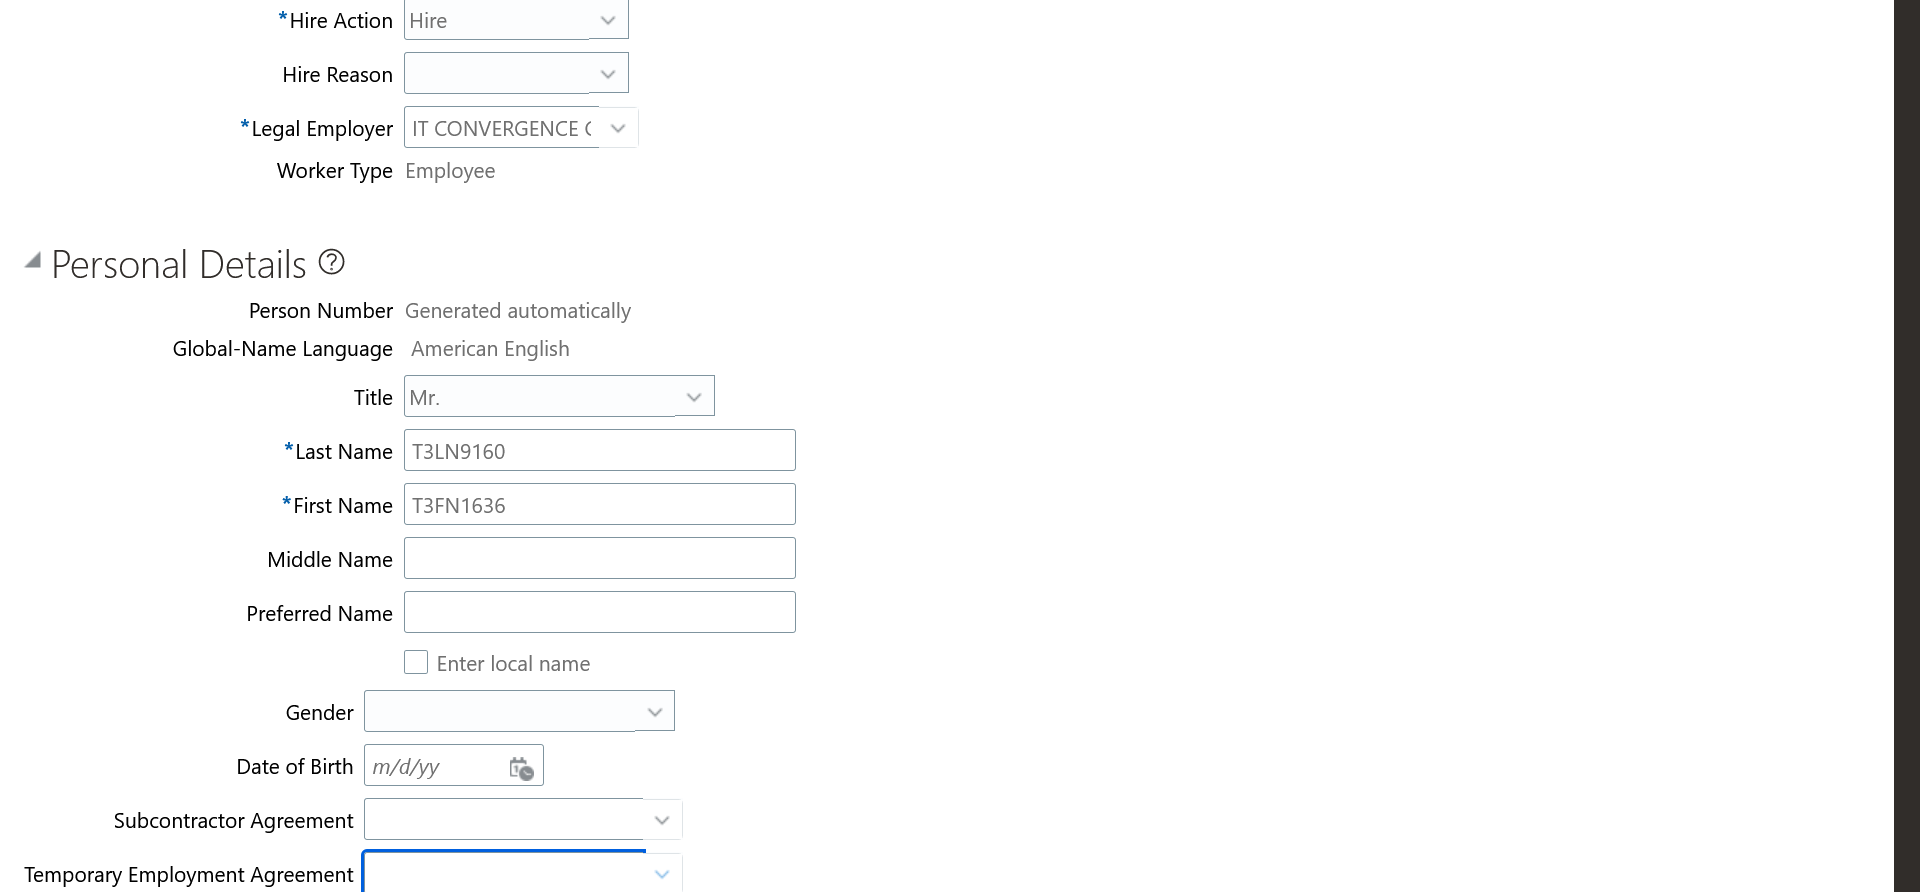 *Hire Action Hire
Hire Reason
*Legal Employer IT CONVERGENCE
Worker Type Employee
Personal Details
Person Number Generated automatically
Global-Name Language American English
Title Mr.
*Last Name T3LN9160
*First Name T3FN1636
Middle Name
Preferred Name
Enter local name
Gender
Date of Birth m/d/yy
Subcontractor Agreement
Temporary Employment Agreement